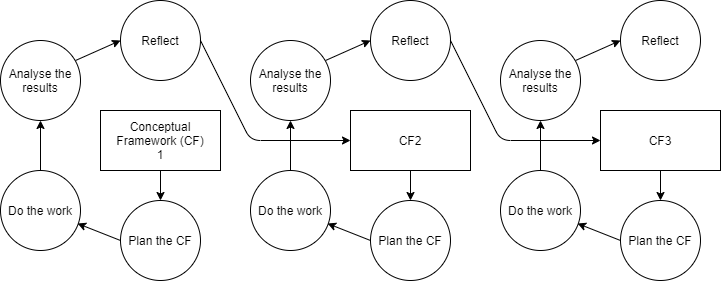 Reflect
Analyse the
results
Conceptual
Framework (CF)
1
Do the work
Plan the CF
Reflect
Analyse the
results
CF2
Do the work
Plan the CF
Reflect
Analyse the
results
CF3
Do the work
Plan the CF